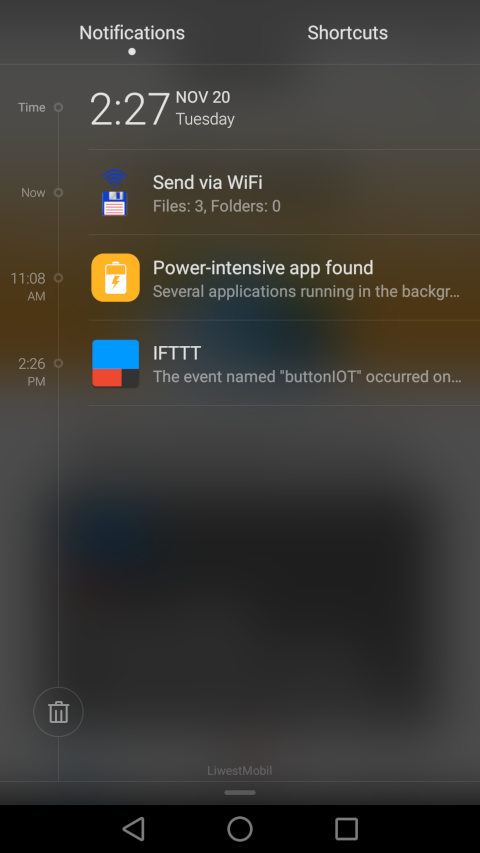 Notifications
Shortcuts
Time
2:27
NOV 20
Tuesday
Now
Send via WiFi
Files: 3, Folders: 0
11:08
AM
Power-intensive app found
Several applications running in the backgr...
2:26
PM
IFTTT
The event named "buttonIOT" occurred on...
LiwestMobil